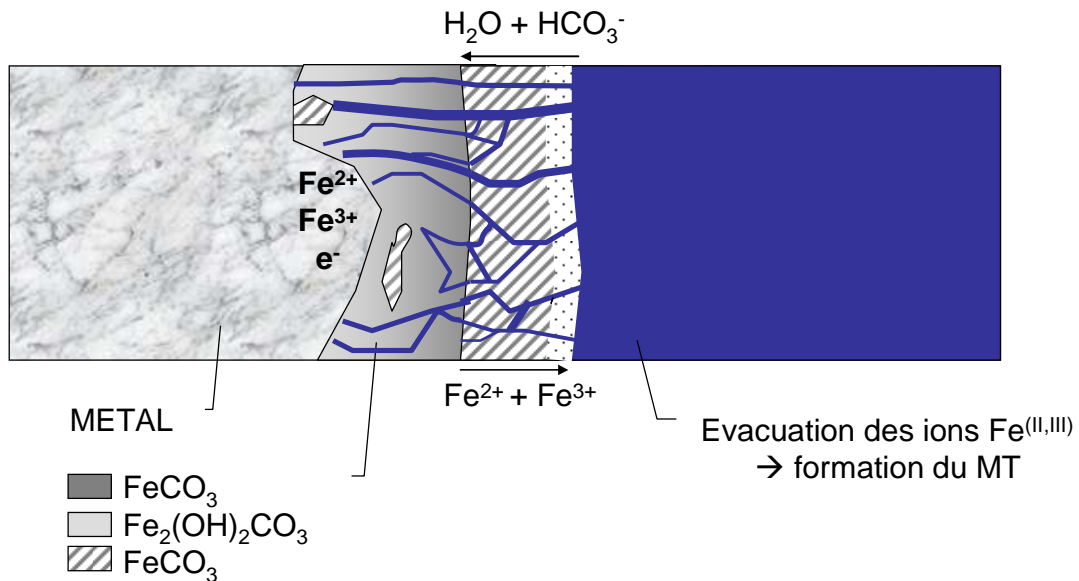 H₂O + HCO₃⁻
Fe²⁺
Fe³⁺
e⁻
Fe²⁺ + Fe³⁺
METAL
Evacuation des ions Fe⁽ᴵᴵ,ᴵᴵᴵ⁾
→ formation du MT
FeCO₃
Fe₂(OH)₂CO₃
FeCO₃